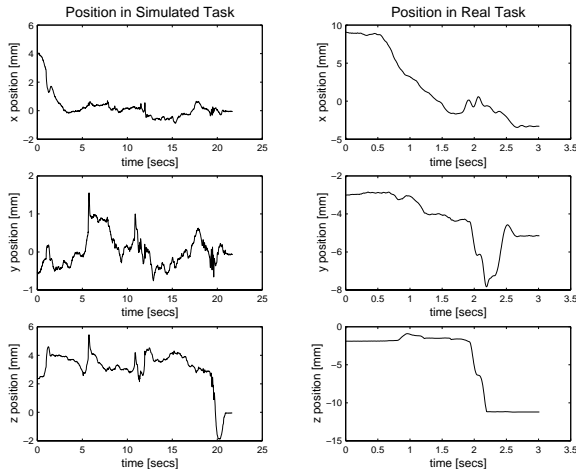 Position in Simulated Task
6
4
2
0
−2
x position [mm]
0 5 10 15 20 25
time [secs]
Position in Real Task
10
5
0
−5
x position [mm]
0 0.5 1 1.5 2 2.5 3 3.5
time [secs]
2
1
0
−1
y position [mm]
0 5 10 15 20 25
time [secs]
−2
−4
−6
−8
y position [mm]
0 0.5 1 1.5 2 2.5 3 3.5
time [secs]
6
4
2
0
−2
z position [mm]
0 5 10 15 20 25
time [secs]
0
−5
−10
−15
z position [mm]
0 0.5 1 1.5 2 2.5 3 3.5
time [secs]